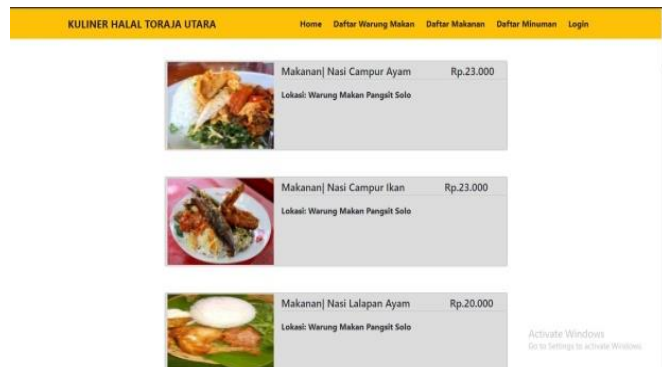 KULINER HALAL TORAJA UTARA
Home Daftar Warung Makan Daftar Makanan Daftar Minuman Login
Makanan| Nasi Campur Ayam Rp.23.000
Lokasi: Warung Makan Pangsit Solo
Makanan| Nasi Campur Ikan Rp.23.000
Lokasi: Warung Makan Pangsit Solo
Makanan| Nasi Lalapan Ayam Rp.20.000
Lokasi: Warung Makan Pangsit Solo
Activate Windows
Go to Settings to activate Windows.